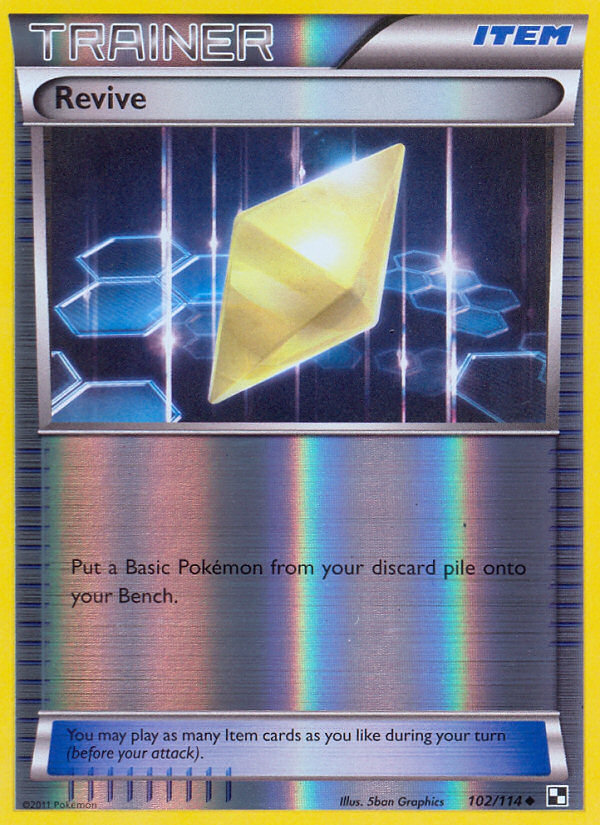 TRAINER
ITEM
Revive
Put a Basic Pokémon from your discard pile onto
your Bench.
You may play as many Item cards as you like during your turn
(before your attack).
©2011 Pokémon
Illus. 5ban Graphics 102/114